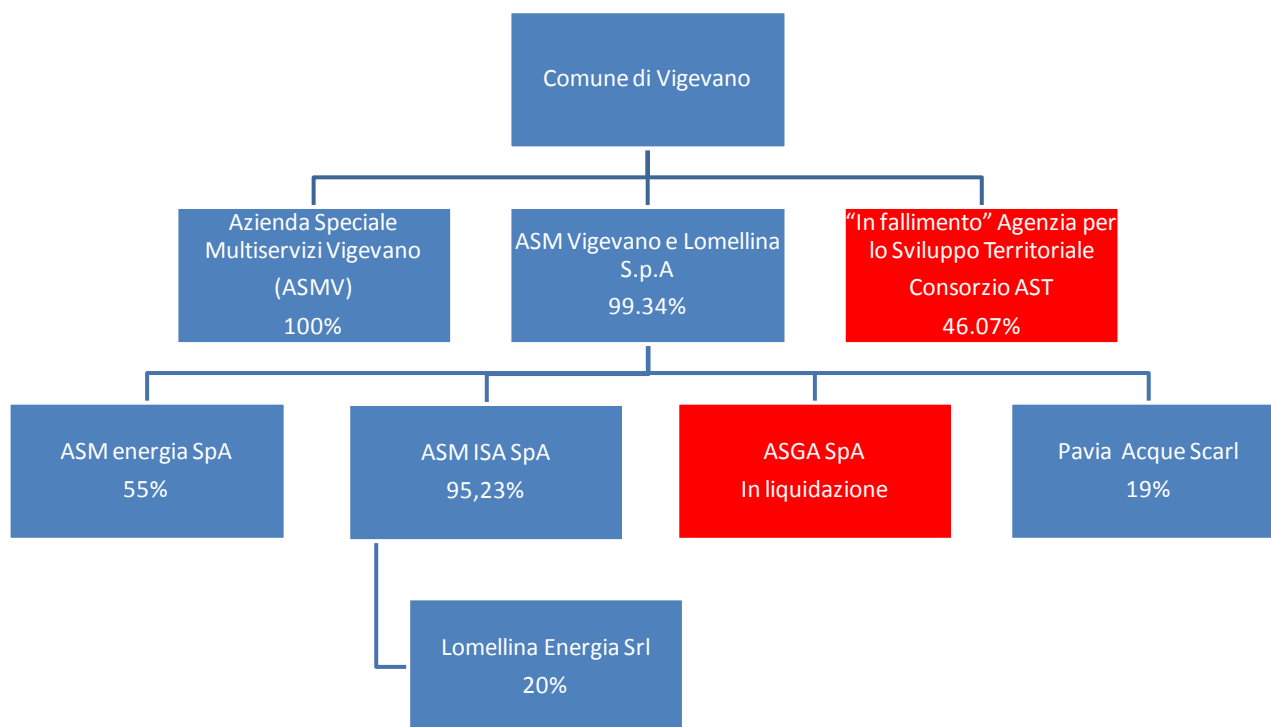 Comune di Vigevano
Azienda Speciale
Multiservizi Vigevano
(ASMV)
100%
ASM Vigevano e Lomellina
S.p.A
99.34%
“In fallimento” Agenzia per
lo Sviluppo Territoriale
Consorzio AST
46.07%
ASM energia SpA
55%
ASM ISA SpA
95,23%
ASGA SpA
In liquidazione
Pavia Acque Scarl
19%
Lomellina Energia Srl
20%